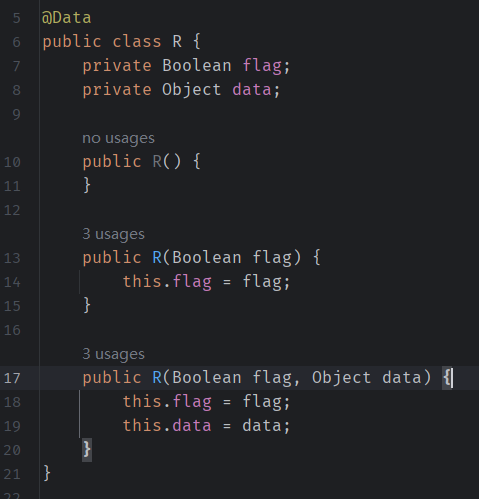 5 @Data
6 public class R {
7 private Boolean flag;
8 private Object data;
9
no usages
10 public R() {
11 }
12
3 usages
13 public R(Boolean flag) {
14 this.flag = flag;
15 }
16
3 usages
17 public R(Boolean flag, Object data) {
18 this.flag = flag;
19 this.data = data;
20 }
21 }
22